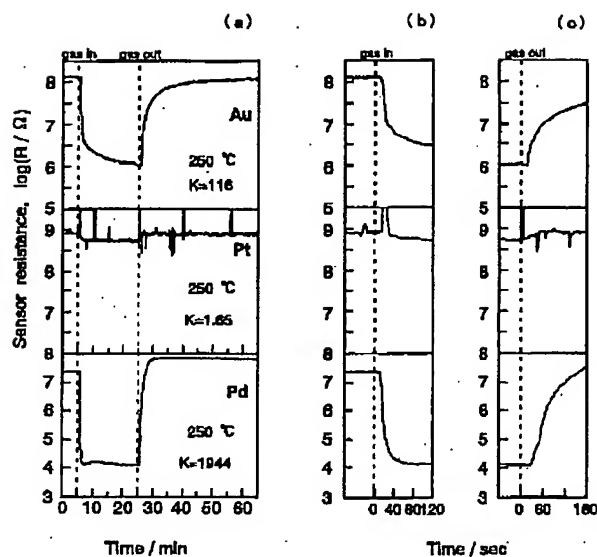 (a) (b) (c)
gas in gas out gas in gas out
Sensor resistance, log(R / Ω)
8
7
6
5
Au
250 °C
K=116
9
8
7
6
Pt
250 °C
K=1.65
8
7
6
5
4
3
Pd
250 °C
K=1944
0 10 20 30 40 50 60
Time / min
8
7
6
5
9
8
7
6
8
7
6
5
4
3
0 40 80 120
8
7
6
5
9
8
7
6
8
7
6
5
4
3
0 60 160
Time / sec